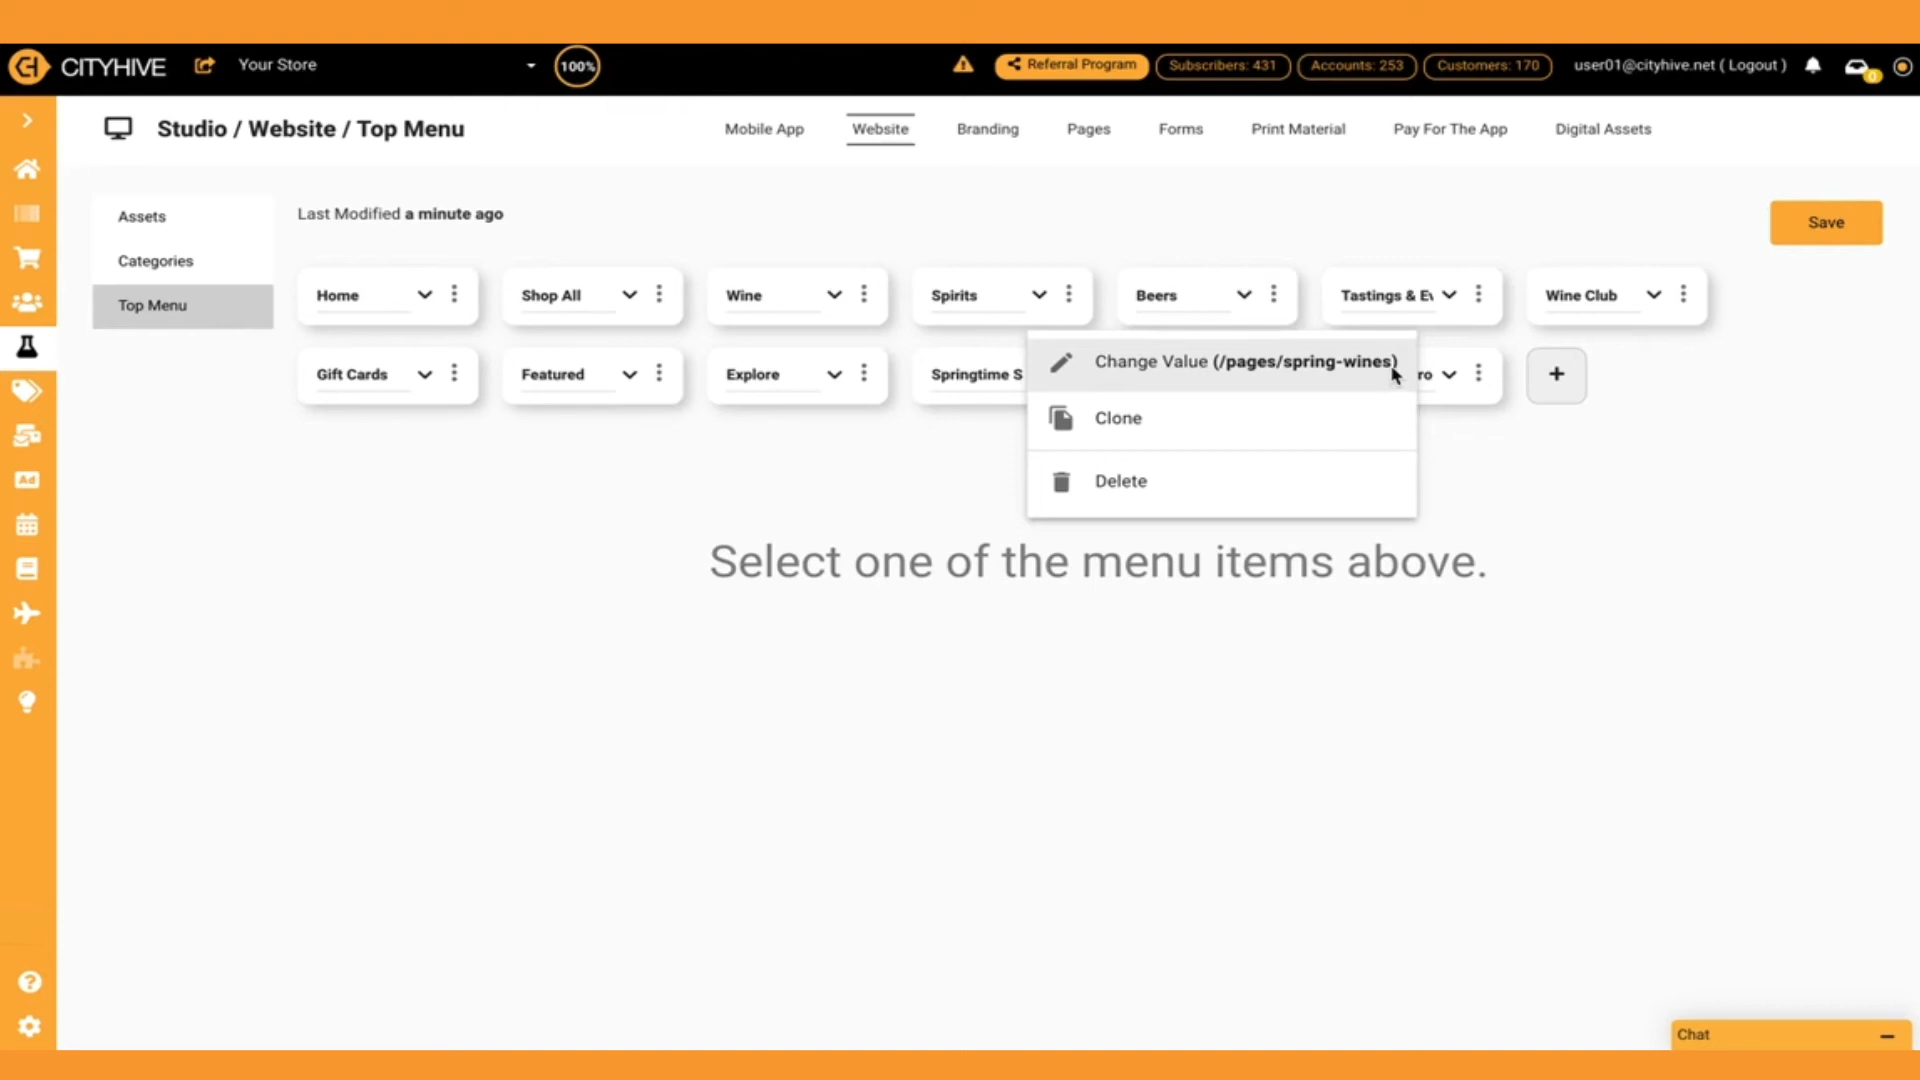 CITYHIVE Your Store 100% Referral Program Subscribers: 431 Accounts: 253 Customers: 170 user01@cityhive.net ( Logout ) 0
Studio / Website / Top Menu Mobile App Website Branding Pages Forms Print Material Pay For The App Digital Assets
Assets
Categories
Top Menu
Last Modified a minute ago
Save
Home Shop All Wine Spirits Beers Tastings & Ev Wine Club
Gift Cards Featured Explore Springtime S ro +
Change Value (/pages/spring-wines)
Clone
Delete
Select one of the menu items above.
Ad
Chat